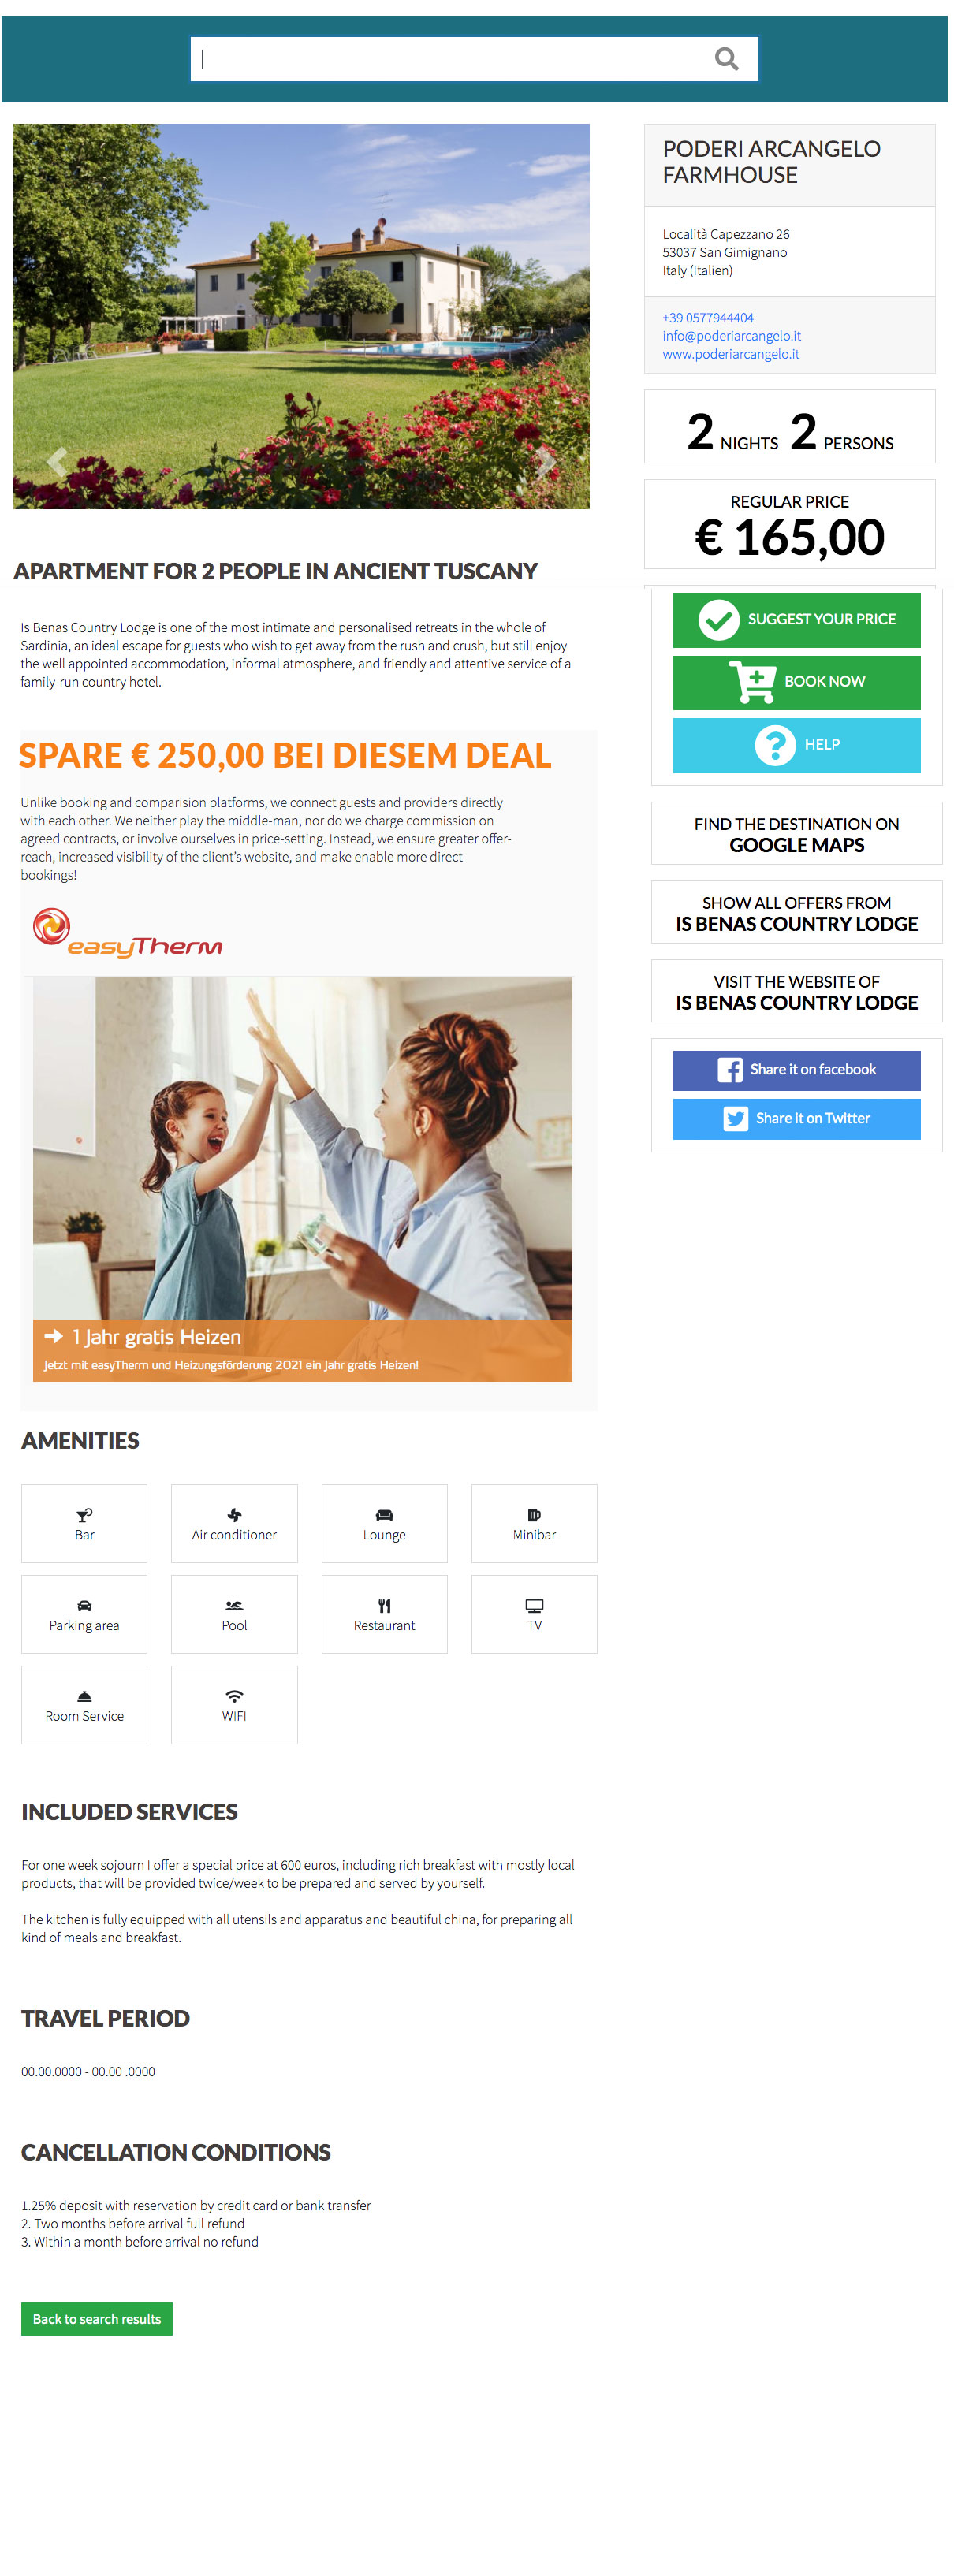 PODERI ARCANGELO
FARMHOUSE
Località Capezzano 26
53037 San Gimignano
Italy (Italien)
+39 0577944404
info@poderiarcangelo.it
www.poderiarcangelo.it
2 NIGHTS 2 PERSONS
REGULAR PRICE
€ 165,00
APARTMENT FOR 2 PEOPLE IN ANCIENT TUSCANY
Is Benas Country Lodge is one of the most intimate and personalised retreats in the whole of
Sardinia, an ideal escape for guests who wish to get away from the rush and crush, but still enjoy
the well appointed accommodation, informal atmosphere, and friendly and attentive service of a
family-run country hotel.
SUGGEST YOUR PRICE
BOOK NOW
HELP
SPARE € 250,00 BEI DIESEM DEAL
Unlike booking and comparision platforms, we connect guests and providers directly
with each other. We neither play the middle-man, nor do we charge commission on
agreed contracts, or involve ourselves in price-setting. Instead, we ensure greater offer-
reach, increased visibility of the client's website, and make enable more direct
bookings!
FIND THE DESTINATION ON
GOOGLE MAPS
SHOW ALL OFFERS FROM
IS BENAS COUNTRY LODGE
VISIT THE WEBSITE OF
IS BENAS COUNTRY LODGE
Share it on facebook
Share it on Twitter
easyTherm
1 Jahr gratis Heizen
Jetzt mit easyTherm und Heizungsförderung 2021 ein Jahr gratis Heizen!
AMENITIES
Bar
Air conditioner
Lounge
Minibar
Parking area
Pool
Restaurant
TV
Room Service
WIFI
INCLUDED SERVICES
For one week sojourn I offer a special price at 600 euros, including rich breakfast with mostly local
products, that will be provided twice/week to be prepared and served by yourself.
The kitchen is fully equipped with all utensils and apparatus and beautiful china, for preparing all
kind of meals and breakfast.
TRAVEL PERIOD
00.00.0000 - 00.00 .0000
CANCELLATION CONDITIONS
1.25% deposit with reservation by credit card or bank transfer
2. Two months before arrival full refund
3. Within a month before arrival no refund
Back to search results